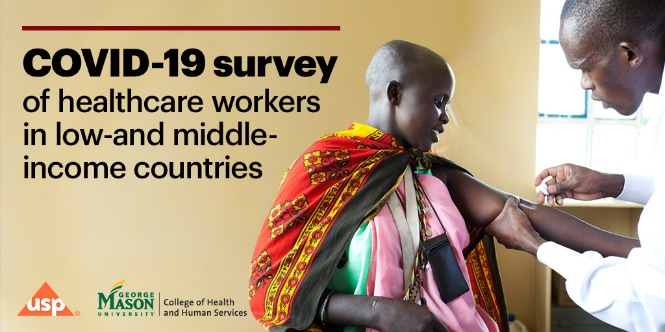 COVID-19 survey
of healthcare workers
in low-and middle-
income countries
usp®
GEORGE
MASON
UNIVERSITY
College of Health
and Human Services